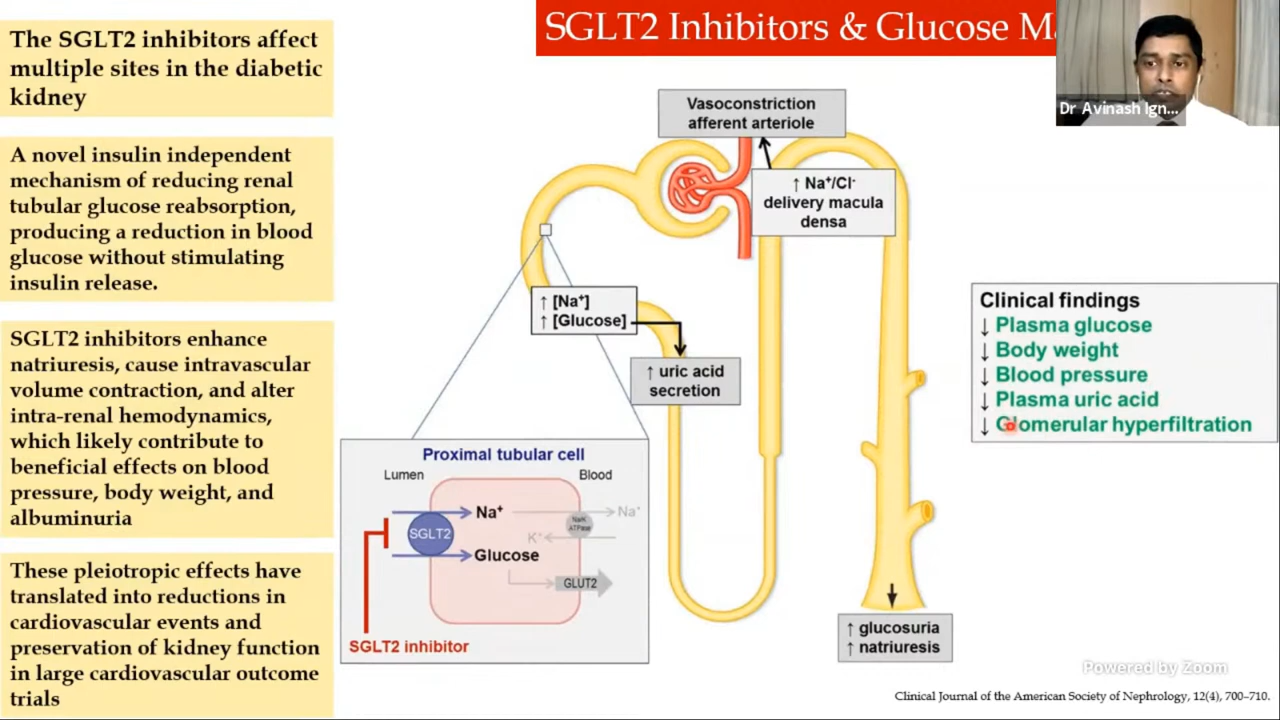 SGLT2 Inhibitors & Glucose M
Dr Avinash Ign...
The SGLT2 inhibitors affect
multiple sites in the diabetic
kidney
A novel insulin independent
mechanism of reducing renal
tubular glucose reabsorption,
producing a reduction in blood
glucose without stimulating
insulin release.
SGLT2 inhibitors enhance
natriuresis, cause intravascular
volume contraction, and alter
intra-renal hemodynamics,
which likely contribute to
beneficial effects on blood
pressure, body weight, and
albuminuria
These pleiotropic effects have
translated into reductions in
cardiovascular events and
preservation of kidney function
in large cardiovascular outcome
trials
Vasoconstriction
afferent arteriole
↑ Na⁺/Cl⁻
delivery macula
densa
↑ [Na⁺]
↑ [Glucose]
↑ uric acid
secretion
Proximal tubular cell
Lumen
Blood
Na⁺
Na⁺
SGLT2
Na/K
ATPase
K⁺
Glucose
GLUT2
SGLT2 inhibitor
↑ glucosuria
↑ natriuresis
Clinical findings
↓ Plasma glucose
↓ Body weight
↓ Blood pressure
↓ Plasma uric acid
↓ Glomerular hyperfiltration
Powered by Zoom
Clinical Journal of the American Society of Nephrology, 12(4), 700–710.